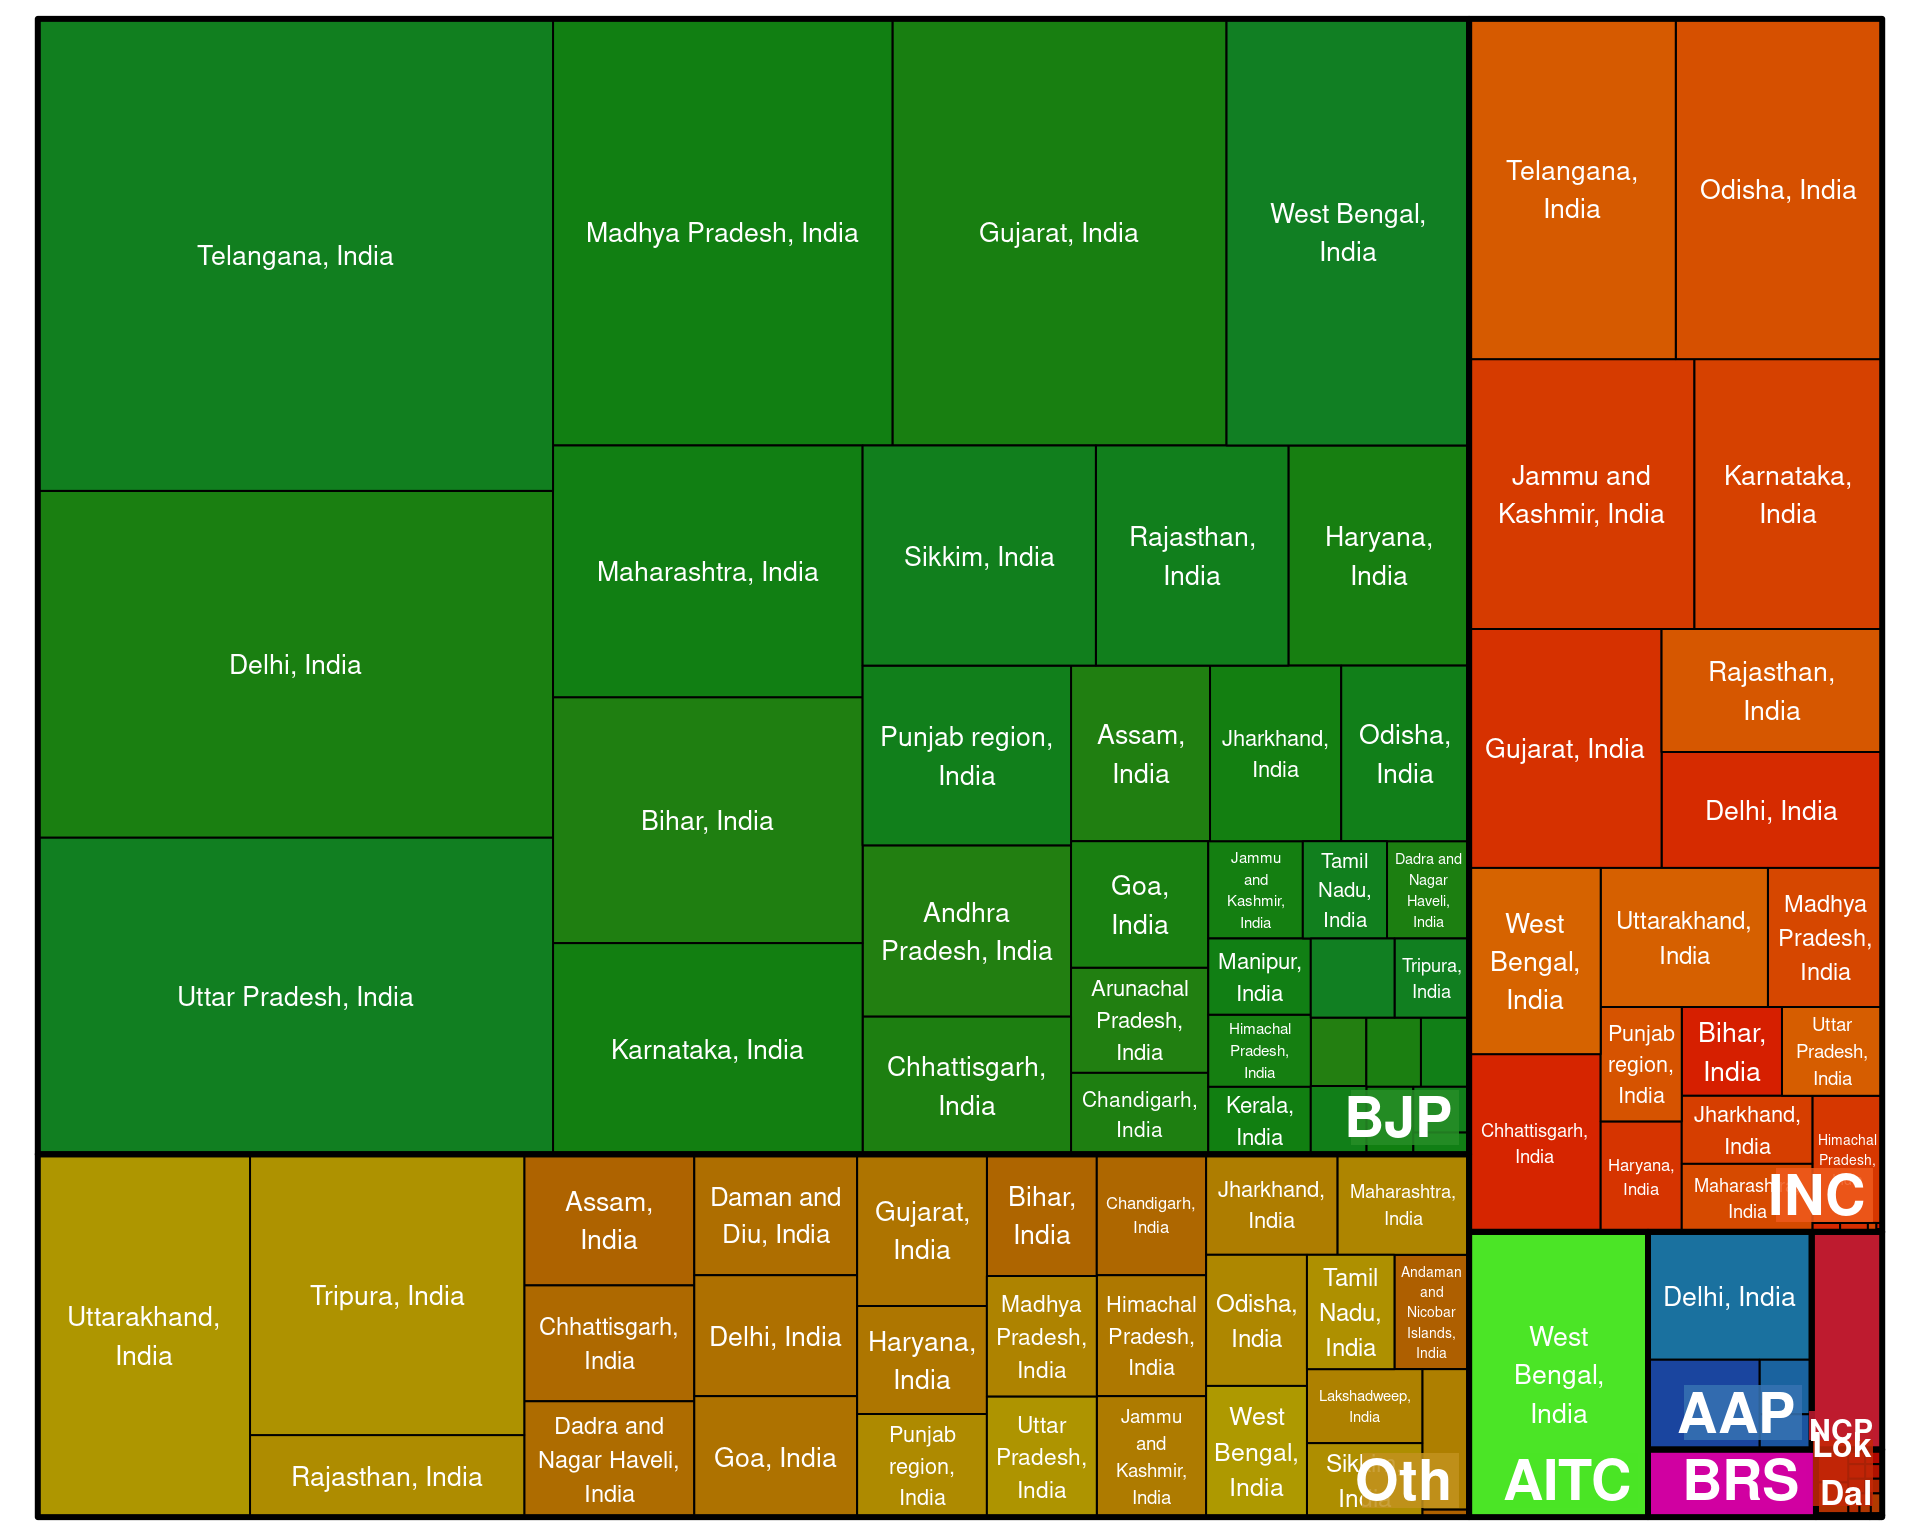 Telangana, India
Delhi, India
Uttar Pradesh, India
Madhya Pradesh, India
Gujarat, India
West Bengal,
India
Maharashtra, India
Bihar, India
Karnataka, India
Sikkim, India
Rajasthan,
India
Haryana,
India
Punjab region,
India
Andhra
Pradesh, India
Chhattisgarh,
India
Assam,
India
Jharkhand,
India
Odisha,
India
Goa,
India
Arunachal
Pradesh,
India
Chandigarh,
India
Jammu
and
Kashmir,
India
Tamil
Nadu,
India
Dadra and
Nagar
Haveli,
India
Manipur,
India
Tripura,
India
Himachal
Pradesh,
India
Kerala,
India
BJP
Telangana,
India
Odisha, India
Jammu and
Kashmir, India
Karnataka,
India
Gujarat, India
Rajasthan,
India
Delhi, India
West
Bengal,
India
Chhattisgarh,
India
Uttarakhand,
India
Madhya
Pradesh,
India
Punjab
region,
India
Haryana,
India
Bihar,
India
Uttar
Pradesh,
India
Jharkhand,
India
Maharashtra,
India
Himachal
Pradesh,
INC
Uttarakhand,
India
Tripura, India
Rajasthan, India
Assam,
India
Chhattisgarh,
India
Dadra and
Nagar Haveli,
India
Daman and
Diu, India
Delhi, India
Goa, India
Gujarat,
India
Haryana,
India
Punjab
region,
India
Bihar,
India
Madhya
Pradesh,
India
Uttar
Pradesh,
India
Chandigarh,
India
Himachal
Pradesh,
India
Jammu
and
Kashmir,
India
Jharkhand,
India
Maharashtra,
India
Odisha,
India
West
Bengal,
India
Tamil
Nadu,
India
Andaman
and
Nicobar
Islands,
India
Lakshadweep,
India
Sikkim,
India
Oth
West
Bengal,
India
AITC
Delhi, India
AAP
BRS
NCP
Lok
Dal